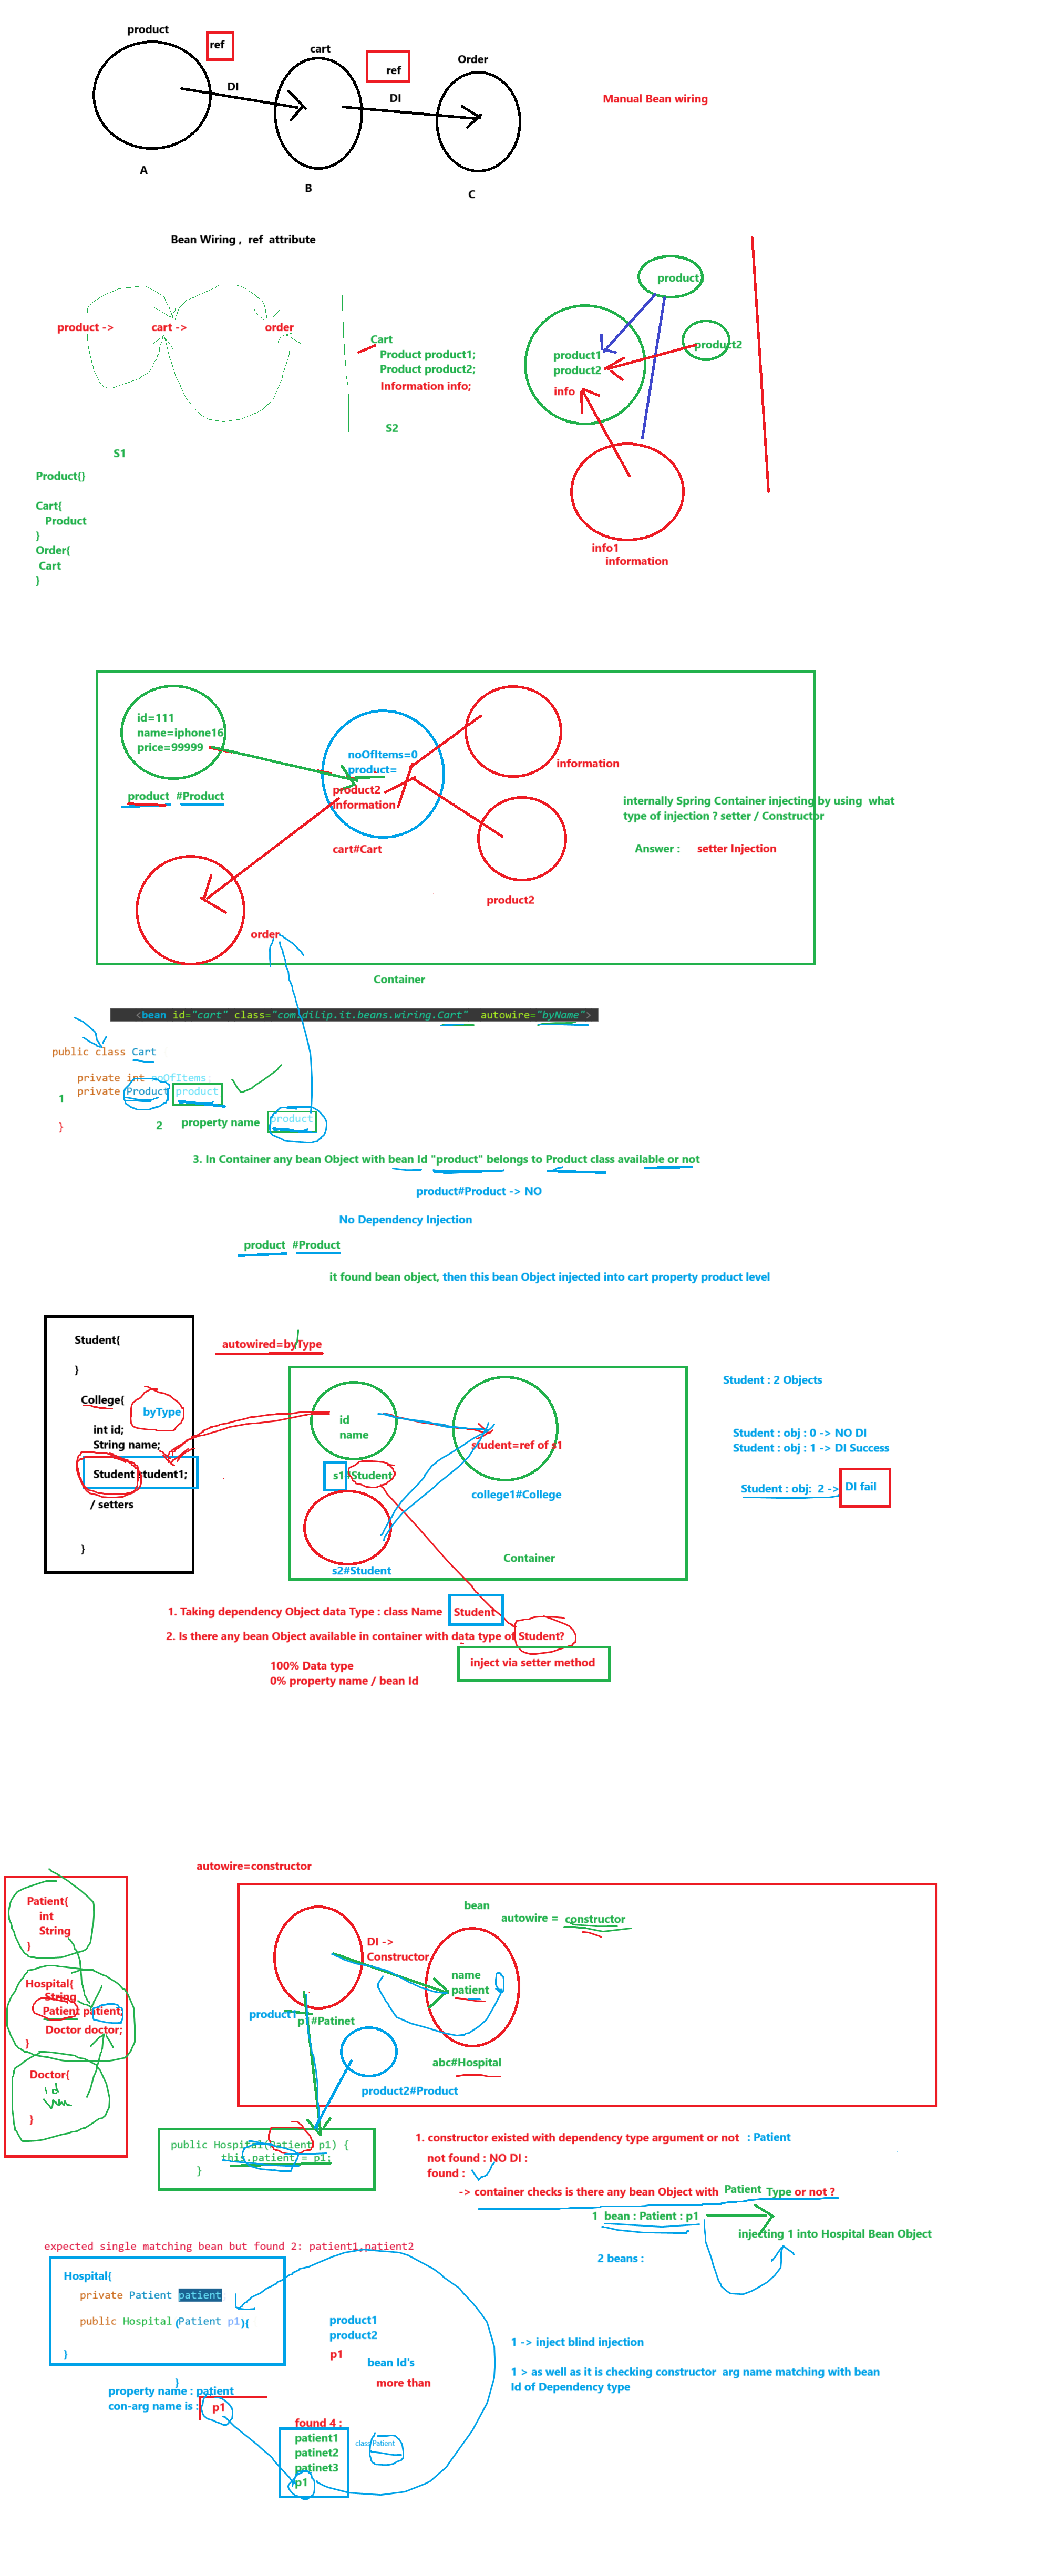 product
ref
cart
ref
Order
DI
DI
Manual Bean wiring
A
B
C
Bean Wiring , ref attribute
product
product -> cart -> order
Cart
Product product1;
Product product2;
Information info;
product1
product2
info
product2
S2
S1
Product()
Cart{
Product
}
Order{
Cart
}
info1
information
id=111
name=iphone16
price=99999
noOfItems=0
product=
product2
information
information
product #Product
cart#Cart
product2
internally Spring Container injecting by using what
type of injection ? setter / Constructor
Answer : setter Injection
order
Container
<bean id="cart" class="com.dilip.it.beans.wiring.Cart" autowire="byName">
public class Cart
private int noOfItems
private Product product
1
}
2 property name product
3. In Container any bean Object with bean Id "product" belongs to Product class available or not
product#Product -> NO
No Dependency Injection
product #Product
it found bean object, then this bean Object injected into cart property product level
Student{
}
College{
byType
int id;
String name;
Student student1;
/ setters
}
autowired=byType
id
name
student=ref of s1
s1#Student
college1#College
s2#Student
Container
Student : 2 Objects
Student : obj : 0 -> NO DI
Student : obj : 1 -> DI Success
Student : obj: 2 -> DI fail
1. Taking dependency Object data Type : class Name Student
2. Is there any bean Object available in container with data type of Student?
100% Data type
0% property name / bean Id
inject via setter method
autowire=constructor
Patient{
int
String
}
Hospital{
String
Patient patient;
Doctor doctor;
}
Doctor{
id
}
bean
autowire = constructor
DI ->
Constructor
name
patient
product1
p1#Patinet
abc#Hospital
product2#Product
public Hospital(Patient p1) {
this.patient = p1;
}
1. constructor existed with dependency type argument or not : Patient
not found : NO DI :
found :
-> container checks is there any bean Object with Patient Type or not ?
1 bean : Patient : p1
injecting 1 into Hospital Bean Object
2 beans :
expected single matching bean but found 2: patient1,patient2
Hospital{
private Patient patient
public Hospital (Patient p1){
}
}
property name : patient
con-arg name is : p1
product1
product2
p1
bean Id's
more than
1 -> inject blind injection
1 > as well as it is checking constructor arg name matching with bean
Id of Dependency type
found 4 :
patient1
patinet2
patinet3
p1
class Patient